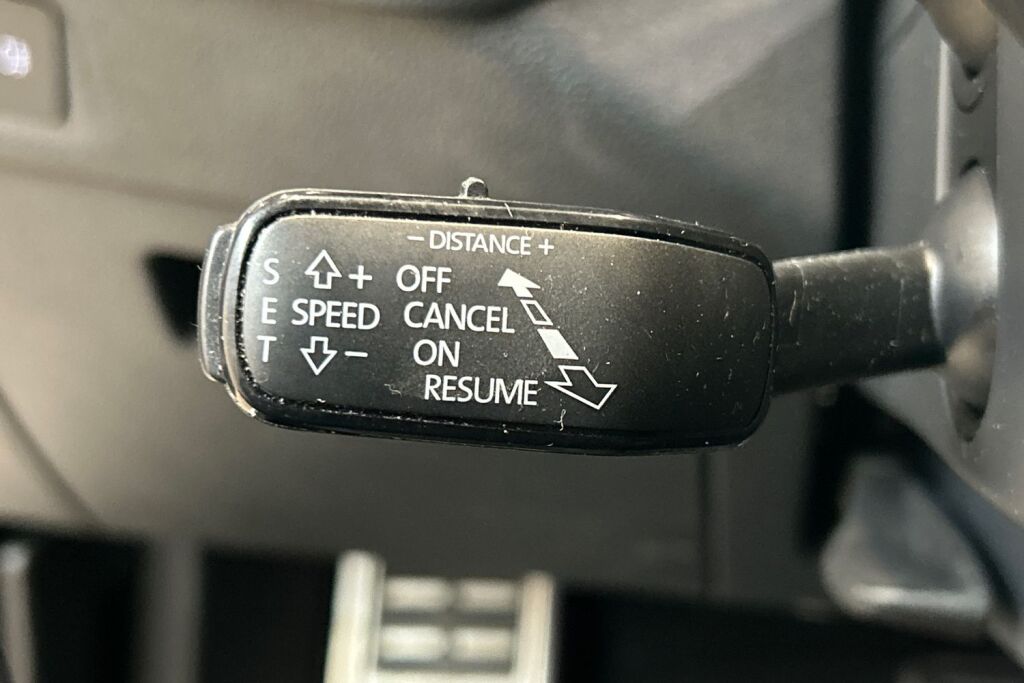 − DISTANCE +
S + OFF
E SPEED CANCEL
T − ON
RESUME